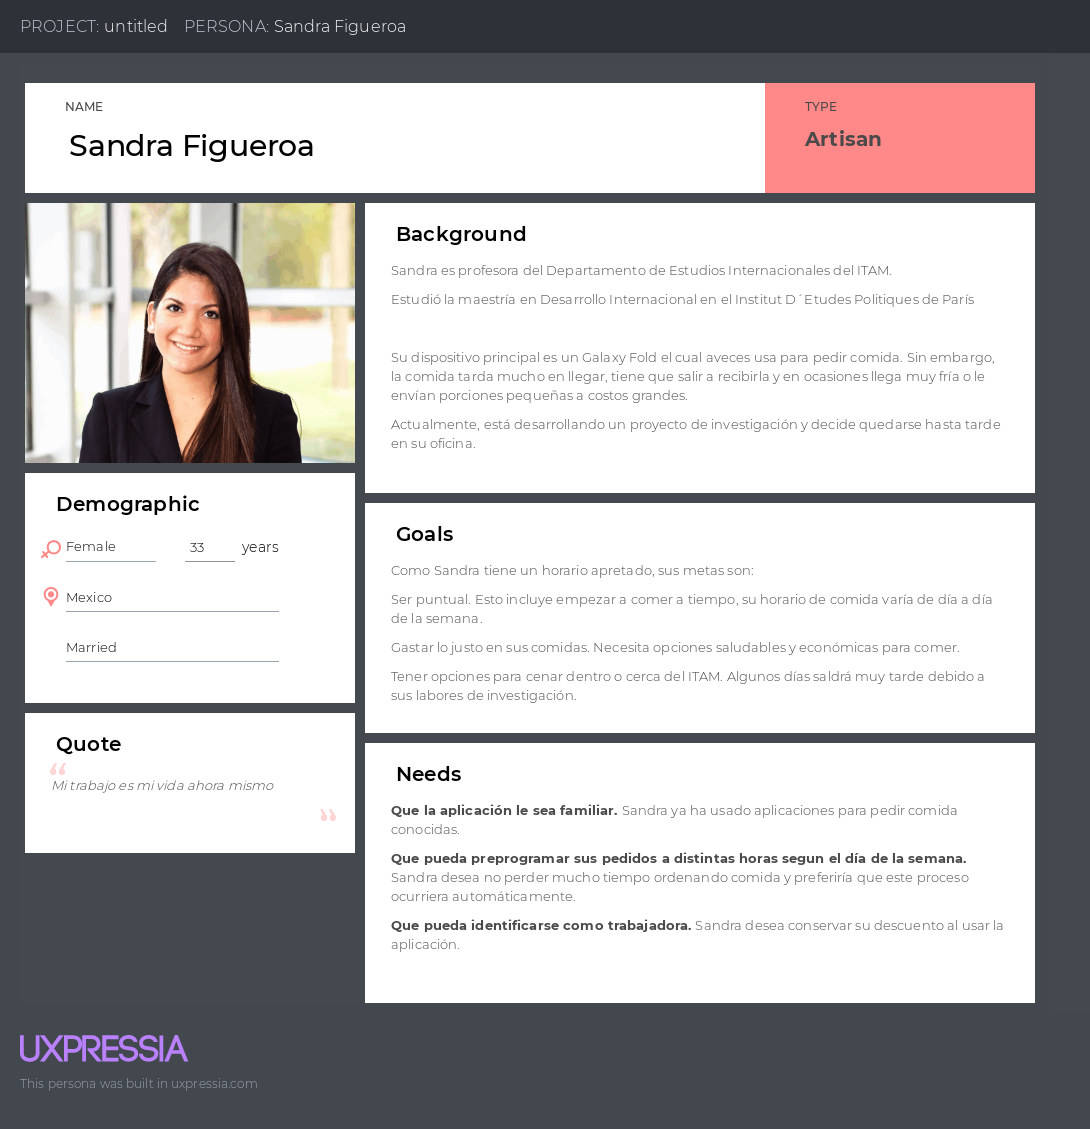 PROJECT: untitled PERSONA: Sandra Figueroa
NAME
Sandra Figueroa
TYPE
Artisan
Background
Sandra es profesora del Departamento de Estudios Internacionales del ITAM.
Estudió la maestría en Desarrollo Internacional en el Institut D´Etudes Politiques de París
Su dispositivo principal es un Galaxy Fold el cual aveces usa para pedir comida. Sin embargo,
la comida tarda mucho en llegar, tiene que salir a recibirla y en ocasiones llega muy fría o le
envían porciones pequeñas a costos grandes.
Actualmente, está desarrollando un proyecto de investigación y decide quedarse hasta tarde
en su oficina.
Demographic
Female 33 years
Mexico
Married
Quote
“
Mi trabajo es mi vida ahora mismo
”
Goals
Como Sandra tiene un horario apretado, sus metas son:
Ser puntual. Esto incluye empezar a comer a tiempo, su horario de comida varía de día a día
de la semana.
Gastar lo justo en sus comidas. Necesita opciones saludables y económicas para comer.
Tener opciones para cenar dentro o cerca del ITAM. Algunos días saldrá muy tarde debido a
sus labores de investigación.
Needs
Que la aplicación le sea familiar. Sandra ya ha usado aplicaciones para pedir comida
conocidas.
Que pueda preprogramar sus pedidos a distintas horas segun el día de la semana.
Sandra desea no perder mucho tiempo ordenando comida y preferiría que este proceso
ocurriera automáticamente.
Que pueda identificarse como trabajadora. Sandra desea conservar su descuento al usar la
aplicación.
UXPRESSIA
This persona was built in uxpressia.com